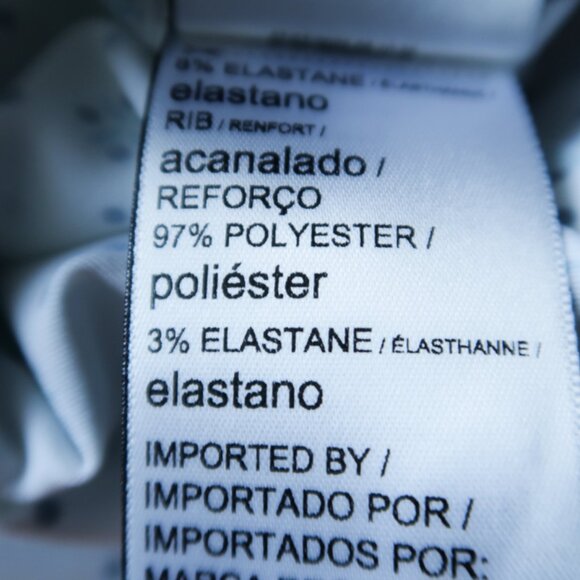 6% ELASTANE / ÉLASTHANNE /
elastano
RIB / RENFORT /
acanalado /
REFORÇO
97% POLYESTER /
poliéster
3% ELASTANE / ÉLASTHANNE /
elastano
IMPORTED BY /
IMPORTADO POR /
IMPORTADOS POR: